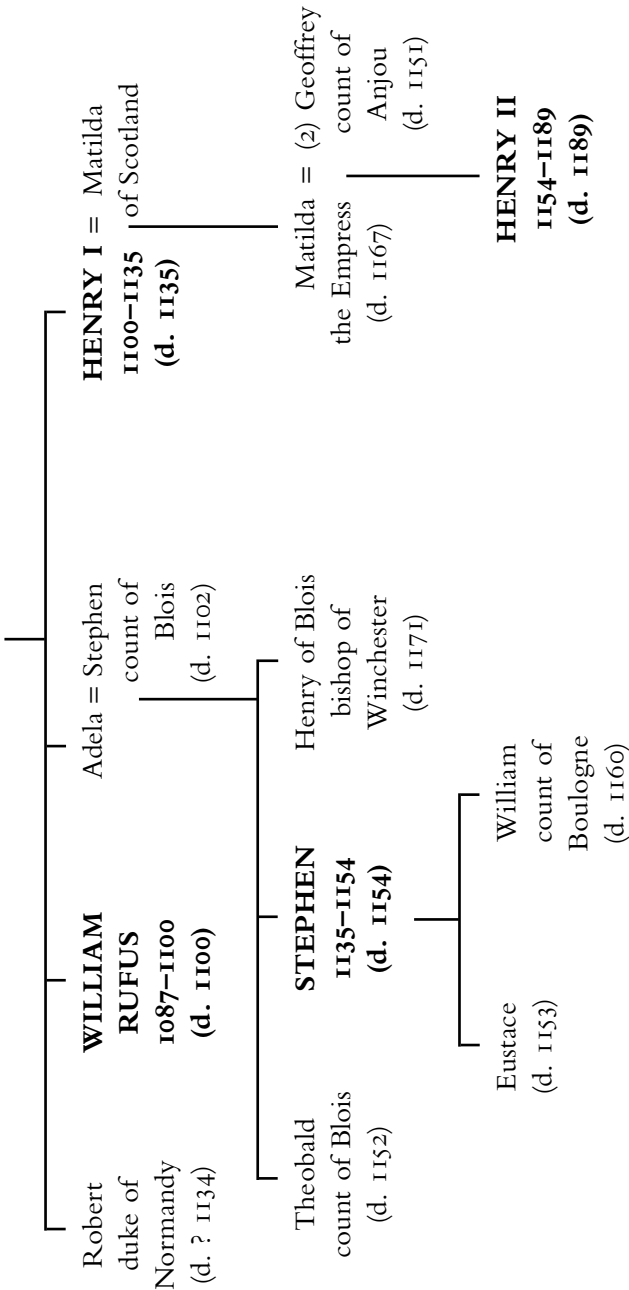 Robert
duke of
Normandy
(d. ? 1134)
WILLIAM
RUFUS
1087–1100
(d. 1100)
Adela = Stephen
count of
Blois
(d. 1102)
HENRY I = Matilda
of Scotland
1100–1135
(d. 1135)
Theobald
count of Blois
(d. 1152)
STEPHEN
1135–1154
(d. 1154)
Henry of Blois
bishop of
Winchester
(d. 1171)
Matilda = (2) Geoffrey
the Empress
(d. 1167)
count of
Anjou
(d. 1151)
Eustace
(d. 1153)
William
count of
Boulogne
(d. 1160)
HENRY II
1154–1189
(d. 1189)